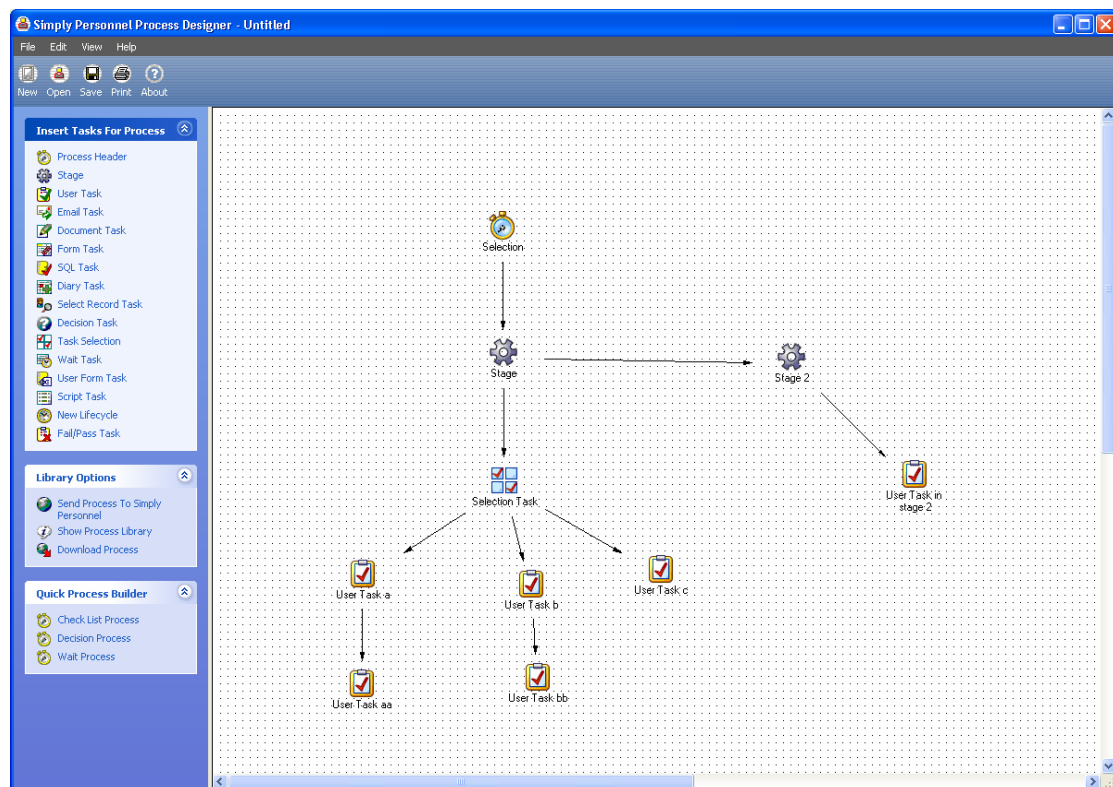 Simply Personnel Process Designer - Untitled
File Edit View Help
New Open Save Print About
Insert Tasks For Process
Process Header
Stage
User Task
Email Task
Document Task
Form Task
SQL Task
Diary Task
Select Record Task
Decision Task
Task Selection
Wait Task
User Form Task
Script Task
New Lifecycle
Fail/Pass Task
Library Options
Send Process To Simply
Personnel
Show Process Library
Download Process
Quick Process Builder
Check List Process
Decision Process
Wait Process
Selection
Stage
Stage 2
Selection Task
User Task in
stage 2
User Task a
User Task b
User Task c
User Task aa
User Task bb